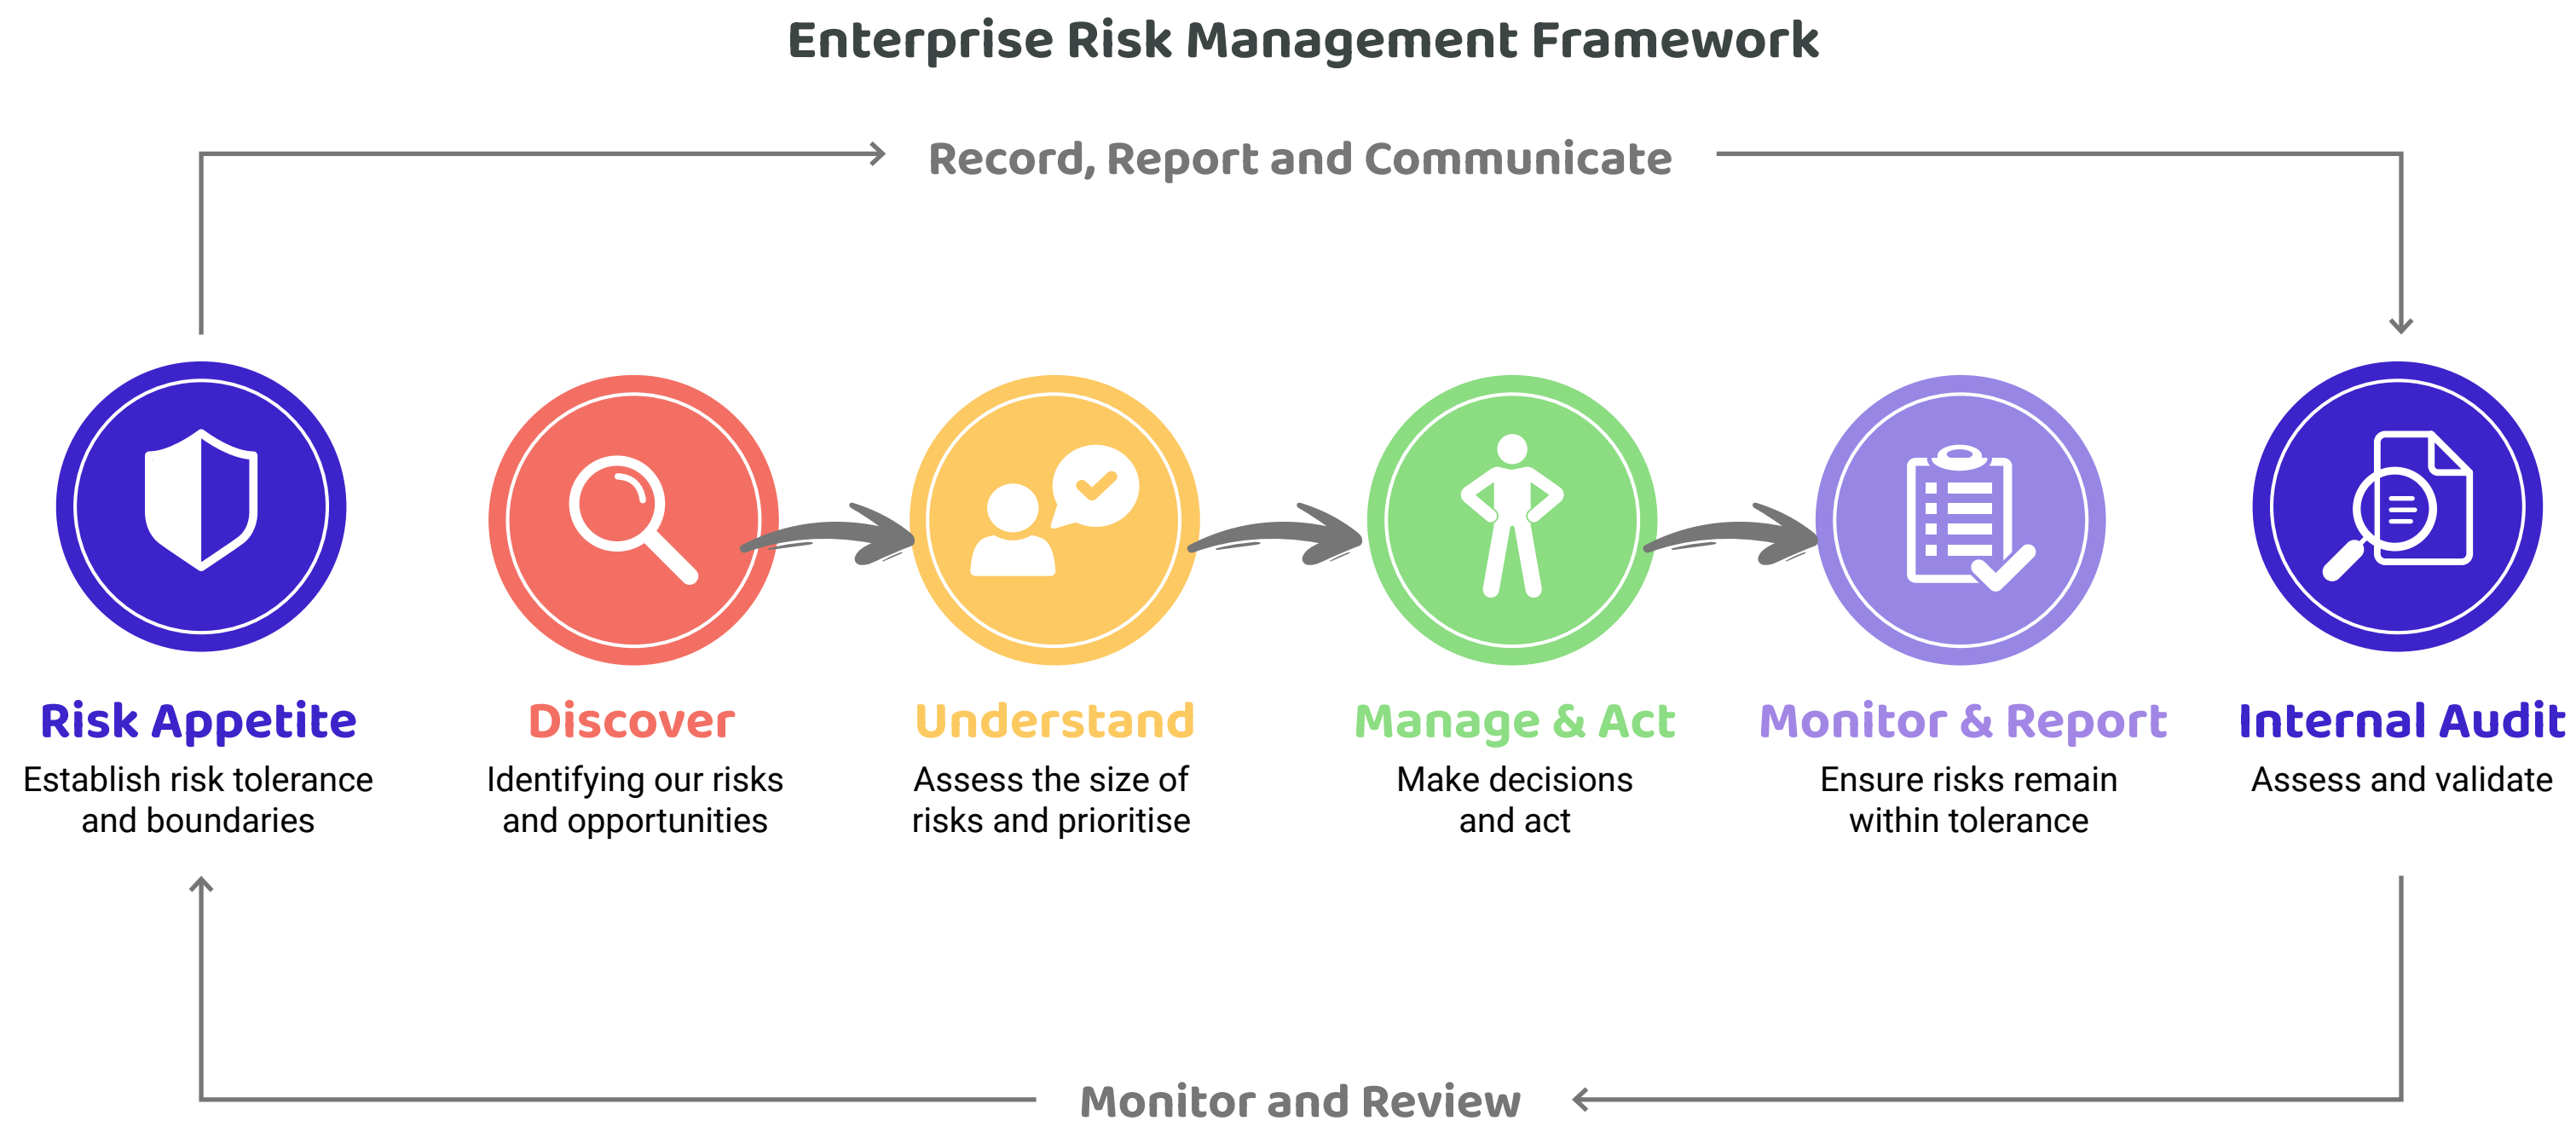 Enterprise Risk Management Framework
Record, Report and Communicate
Risk Appetite
Establish risk tolerance
and boundaries
Discover
Identifying our risks
and opportunities
Understand
Assess the size of
risks and prioritise
Manage & Act
Make decisions
and act
Monitor & Report
Ensure risks remain
within tolerance
Internal Audit
Assess and validate
Monitor and Review